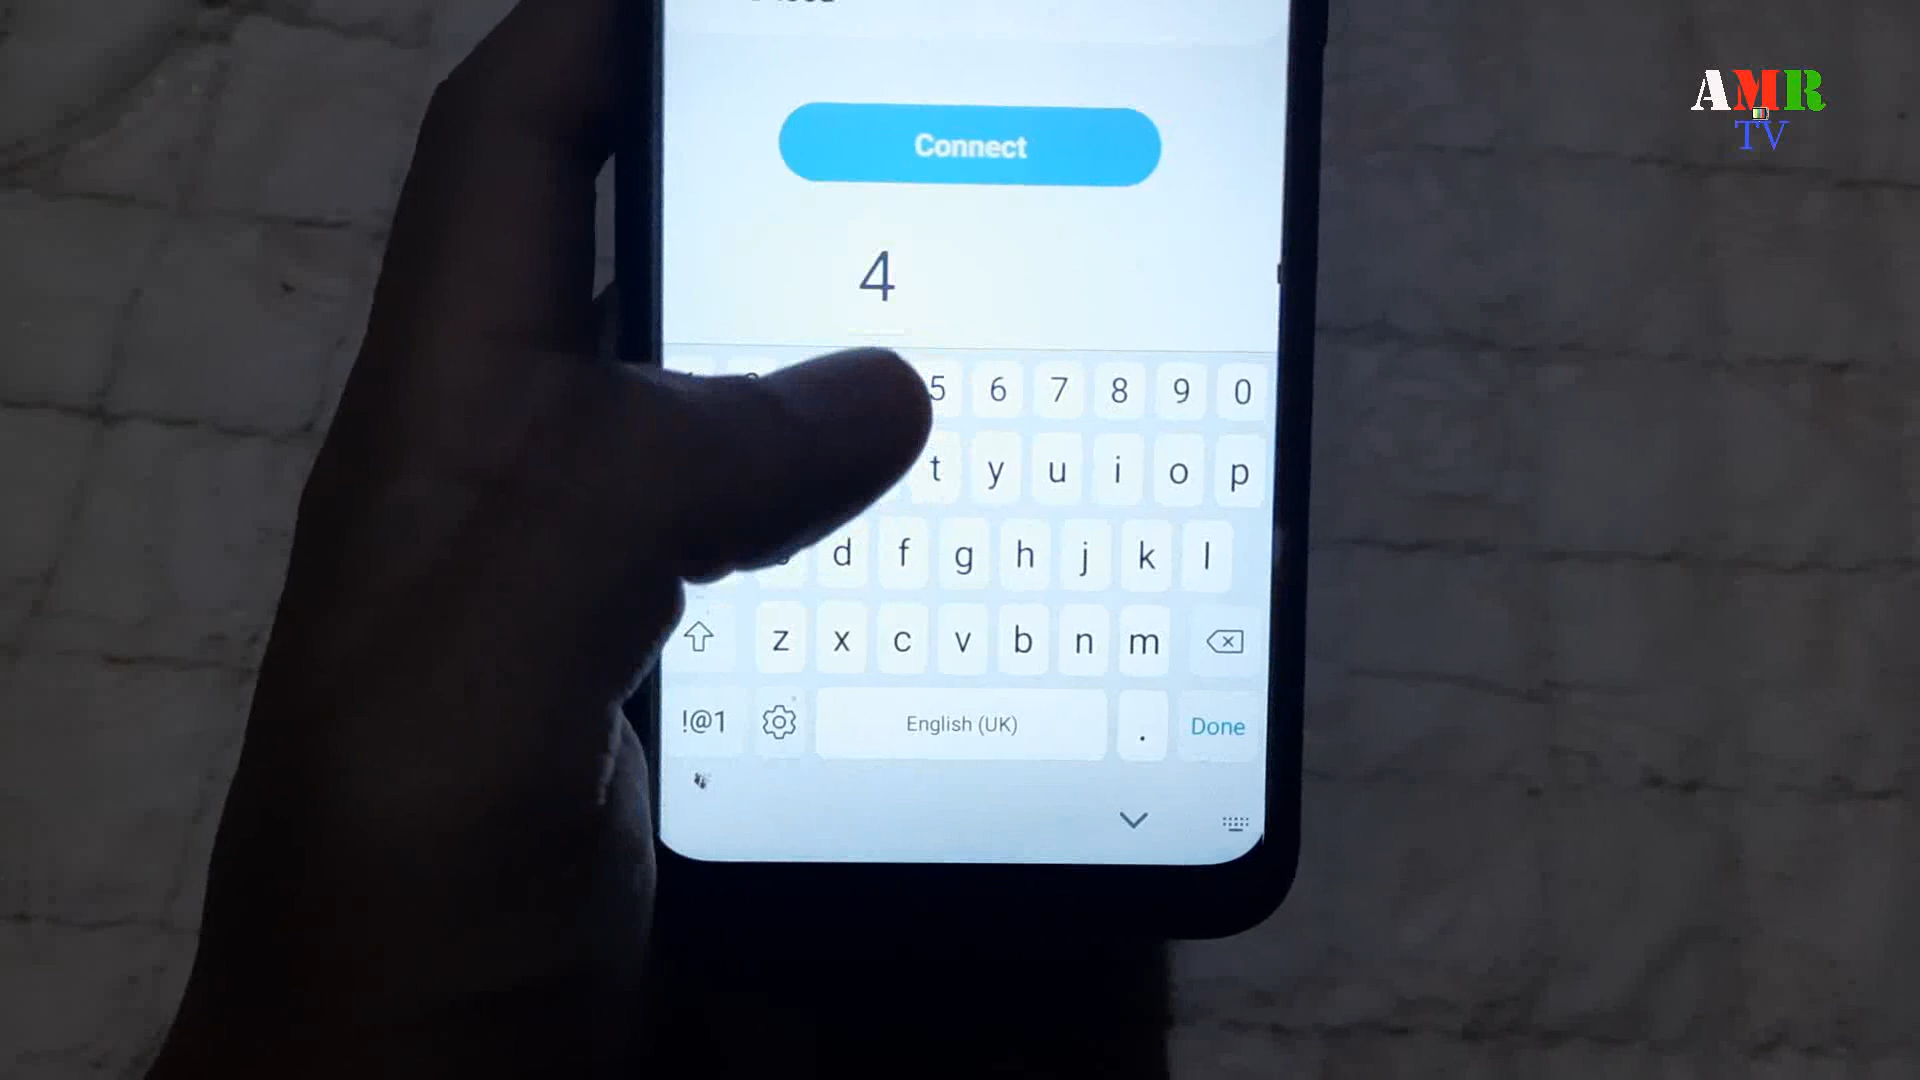 AMR
TV
Connect
4
5 6 7 8 9 0
t y u i o p
d f g h j k l
z x c v b n m
!@1 English (UK) . Done